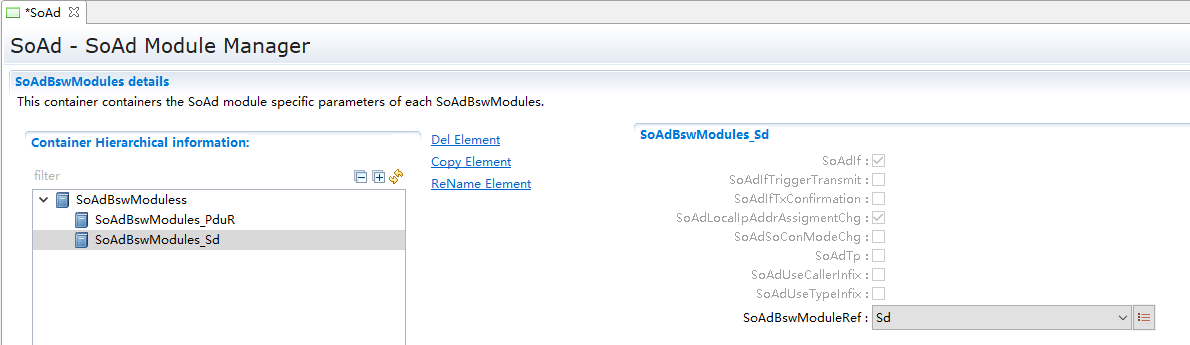 *SoAd
SoAd - SoAd Module Manager
SoAdBswModules details
This container containers the SoAd module specific parameters of each SoAdBswModules.
Container Hierarchical information:
filter
SoAdBswModuless
SoAdBswModules_PduR
SoAdBswModules_Sd
Del Element
Copy Element
ReName Element
SoAdBswModules_Sd
SoAdIf :
SoAdIfTriggerTransmit :
SoAdIfTxConfirmation :
SoAdLocalIpAddrAssigmentChg :
SoAdSoConModeChg :
SoAdTp :
SoAdUseCallerInfix :
SoAdUseTypeInfix :
SoAdBswModuleRef : Sd